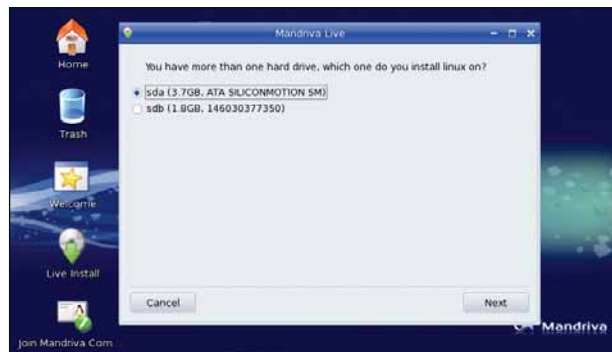 Mandriva Live
You have more than one hard drive, which one do you install linux on?
sda (3.7GB, ATA SILICONMOTION SM)
sdb (1.8GB, 146030377350)
Cancel
Next
Home
Trash
Welcome
Live Install
Join Mandriva Com...
Mandriva